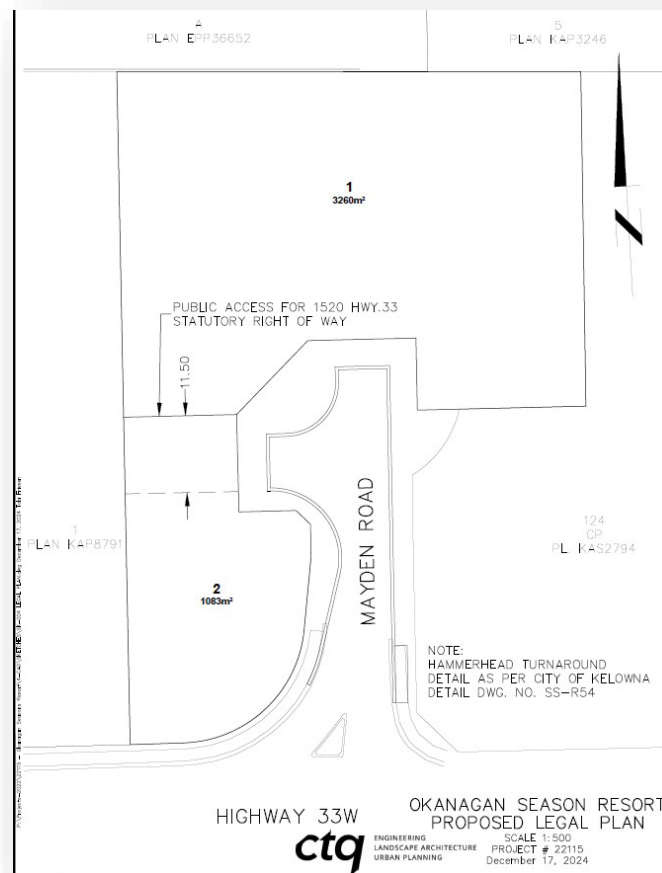 A
PLAN EPP36652
5
PLAN KAP3246
1
3260m²
PUBLIC ACCESS FOR 1520 HWY.33
STATUTORY RIGHT OF WAY
11.50
MAYDEN ROAD
1
PLAN KAP8791
2
1083m²
124
CP
PL. KAS2794
NOTE:
HAMMERHEAD TURNAROUND
DETAIL AS PER CITY OF KELOWNA
DETAIL DWG. NO. SS-R54
HIGHWAY 33W
OKANAGAN SEASON RESORT
PROPOSED LEGAL PLAN
SCALE 1:500
PROJECT # 22115
December 17, 2024
ctq
ENGINEERING
LANDSCAPE ARCHITECTURE
URBAN PLANNING